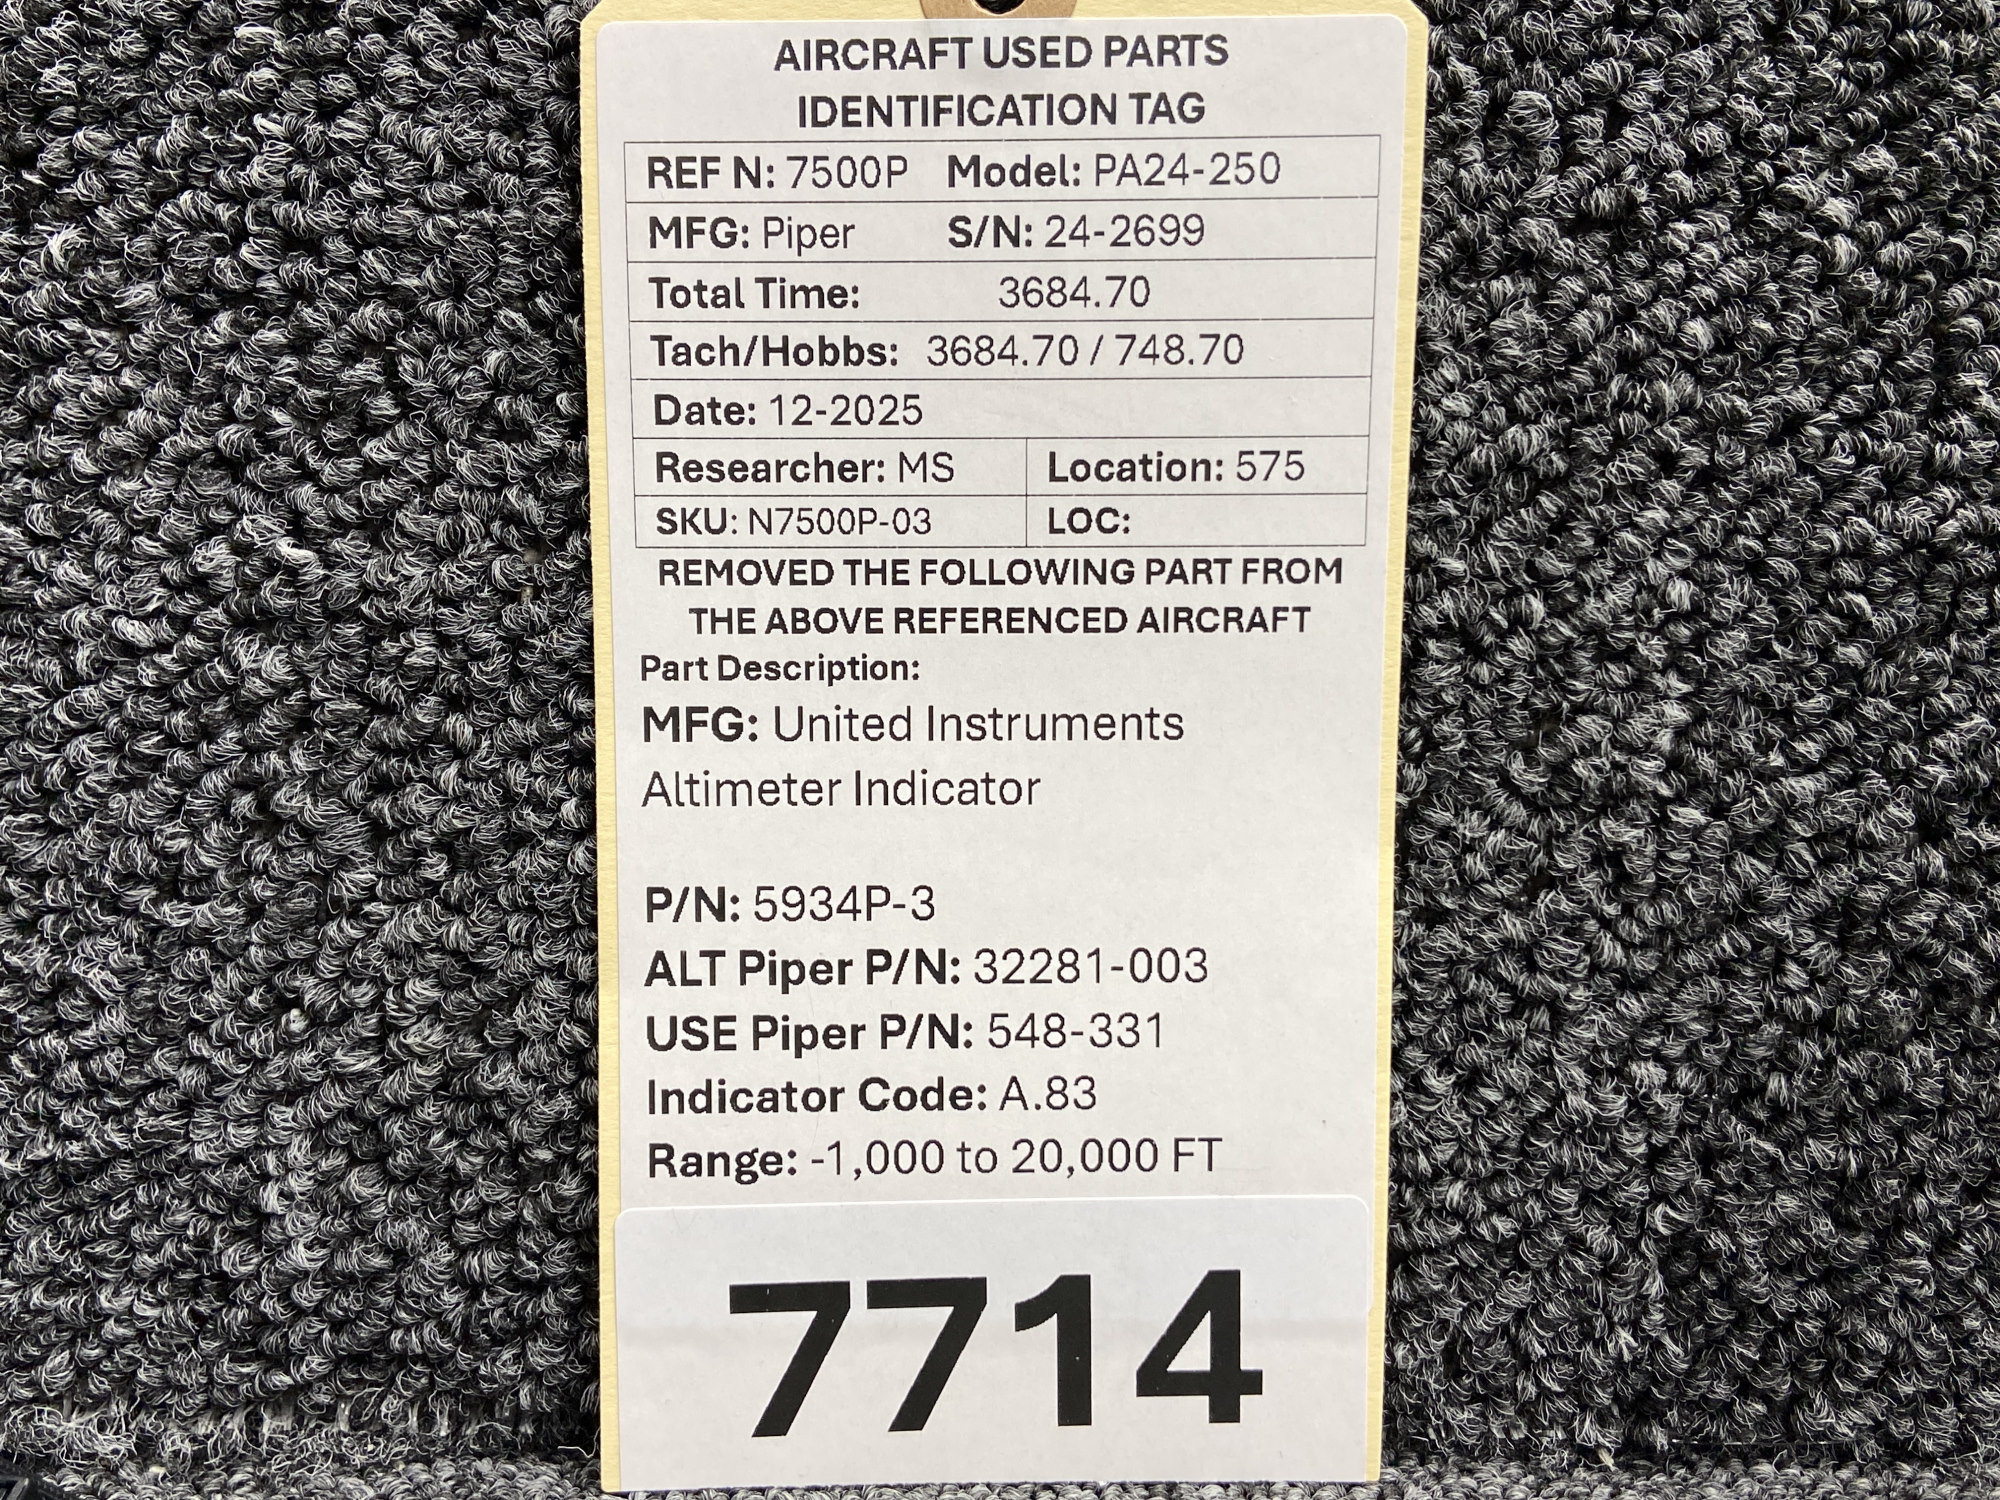 AIRCRAFT USED PARTS
IDENTIFICATION TAG
REF N: 7500P Model: PA24-250
MFG: Piper S/N: 24-2699
Total Time: 3684.70
Tach/Hobbs: 3684.70 / 748.70
Date: 12-2025
Researcher: MS Location: 575
SKU: N7500P-03 LOC:
REMOVED THE FOLLOWING PART FROM
THE ABOVE REFERENCED AIRCRAFT
Part Description:
MFG: United Instruments
Altimeter Indicator
P/N: 5934P-3
ALT Piper P/N: 32281-003
USE Piper P/N: 548-331
Indicator Code: A.83
Range: -1,000 to 20,000 FT
7714